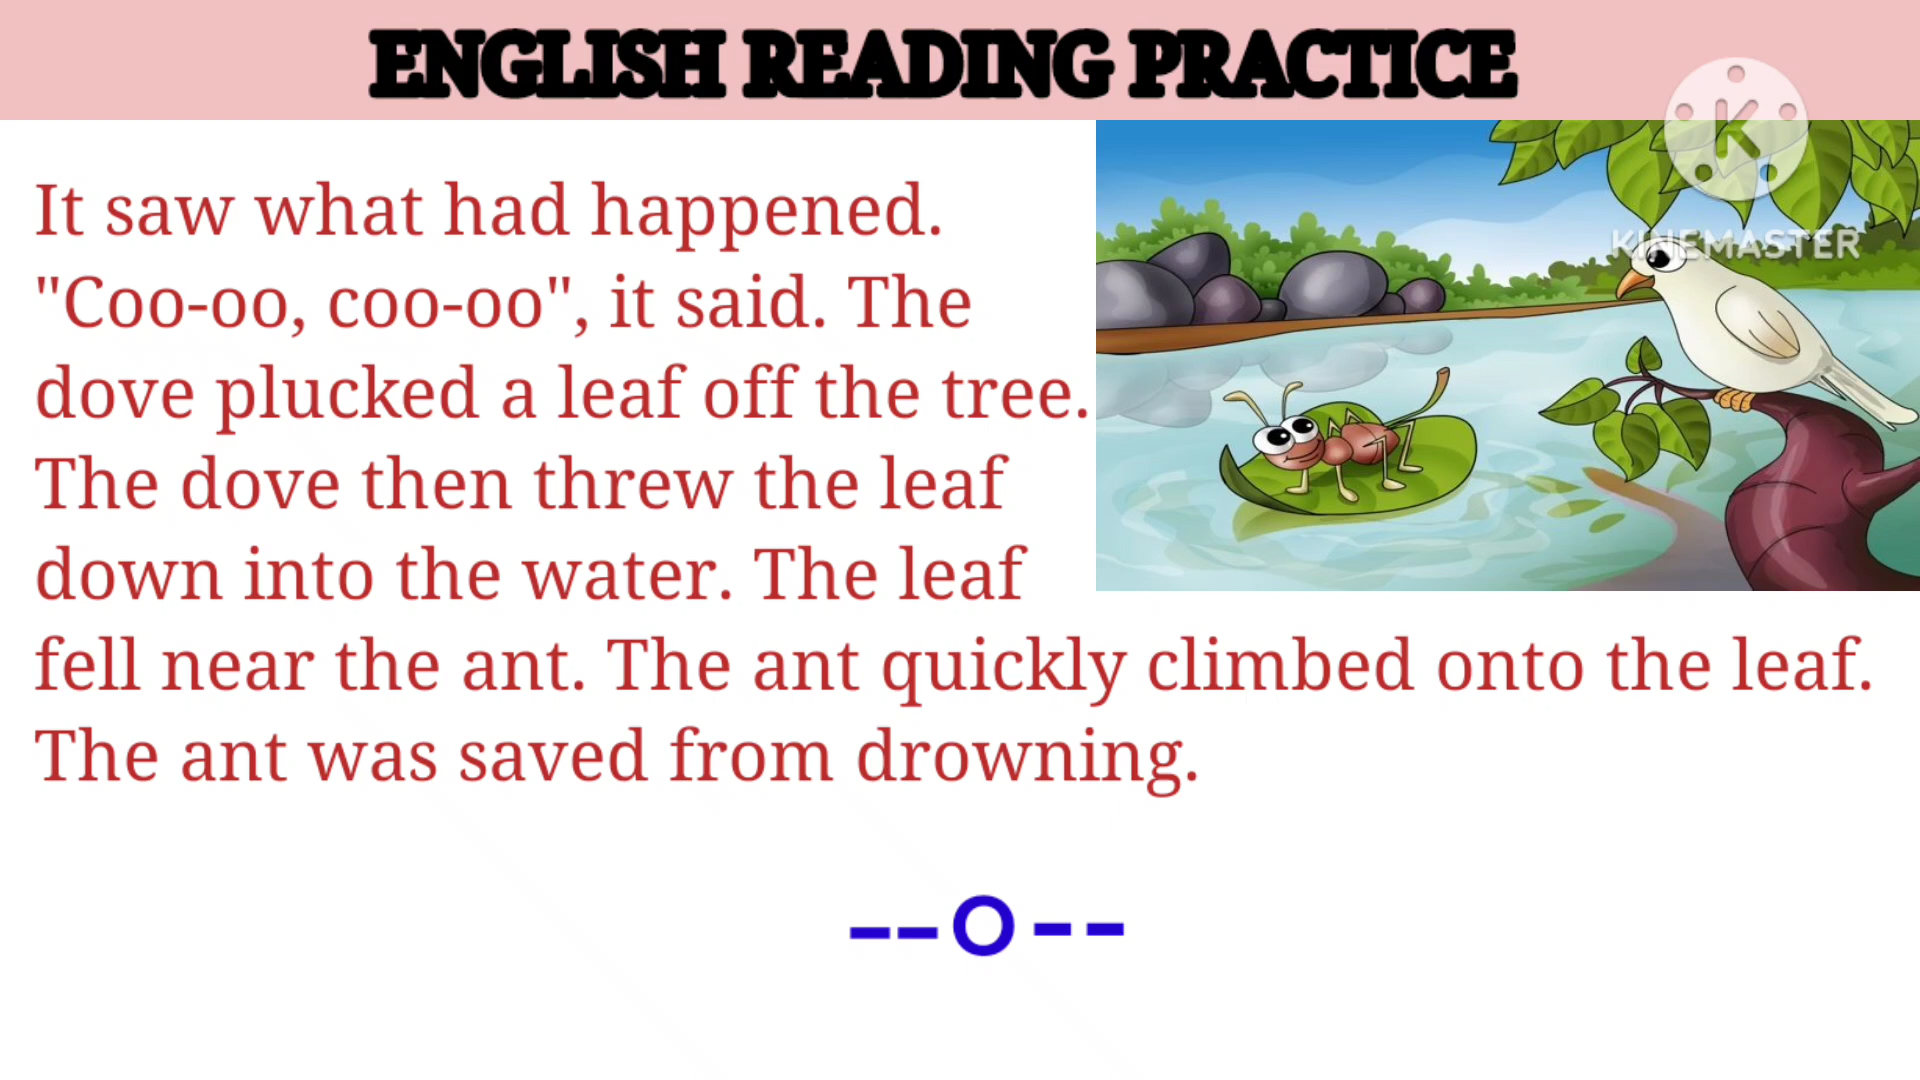 ENGLISH READING PRACTICE
K
KINEMASTER
It saw what had happened.
"Coo-oo, coo-oo", it said. The
dove plucked a leaf off the tree.
The dove then threw the leaf
down into the water. The leaf
fell near the ant. The ant quickly climbed onto the leaf.
The ant was saved from drowning.
--O--